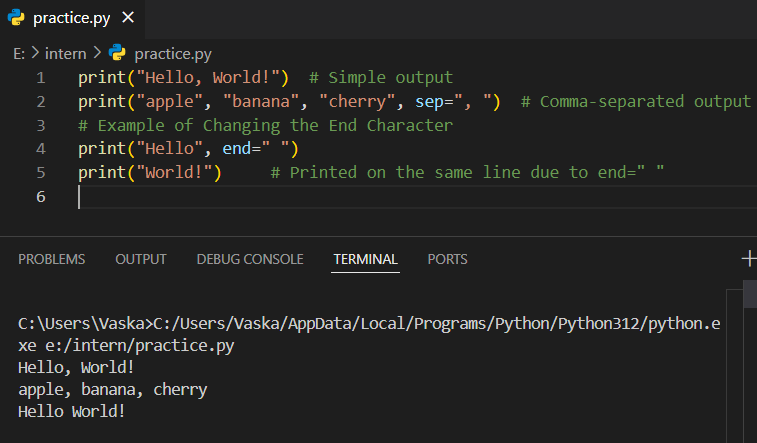 practice.py ×
E: > intern > practice.py
1 print("Hello, World!")  # Simple output
2 print("apple", "banana", "cherry", sep=", ")  # Comma-separated output
3 # Example of Changing the End Character
4 print("Hello", end=" ")
5 print("World!")     # Printed on the same line due to end=" "
6
PROBLEMS OUTPUT DEBUG CONSOLE TERMINAL PORTS +
C:\Users\Vaska>C:/Users/Vaska/AppData/Local/Programs/Python/Python312/python.e
xe e:/intern/practice.py
Hello, World!
apple, banana, cherry
Hello World!